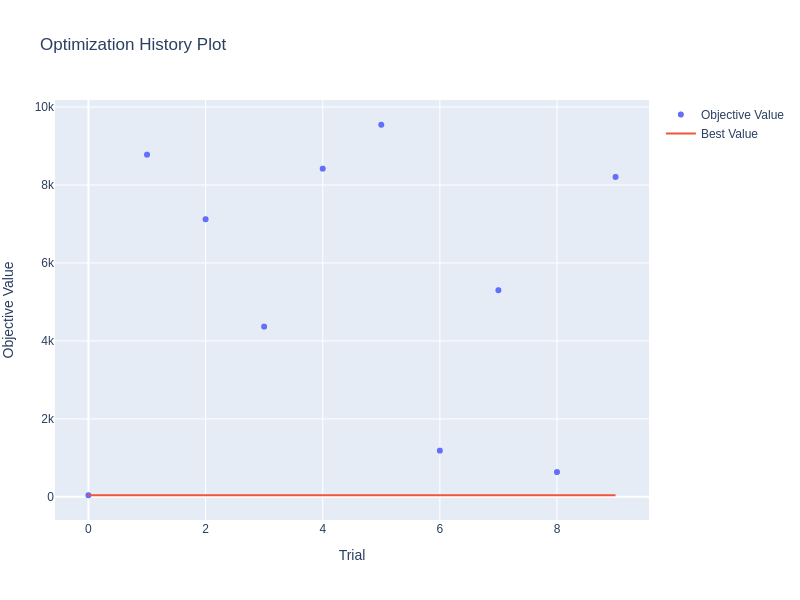 Optimization History Plot
Objective Value
Best Value
10k
8k
6k
4k
2k
0
Objective Value
0 2 4 6 8
Trial